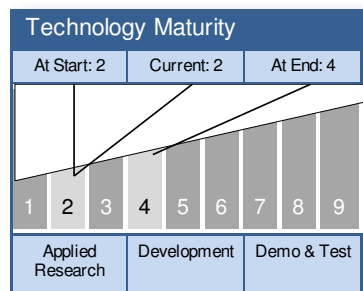 Technology Maturity
At Start: 2 Current: 2 At End: 4
1 2 3 4 5 6 7 8 9
Applied Development Demo & Test
Research